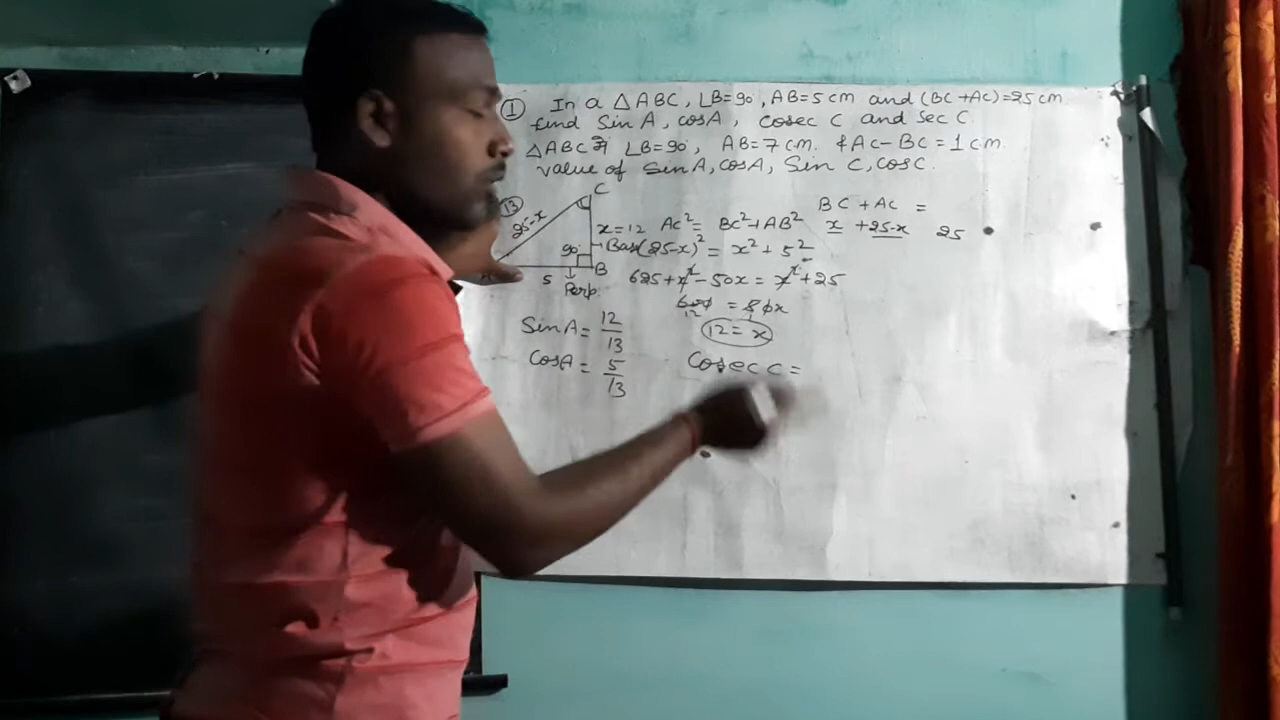 ① In a △ABC, ∠B=90, AB=5cm and (BC+AC)=25cm
find Sin A, cosA, cosec C and sec C
△ABC में ∠B=90°, AB=7cm. & AC-BC=1cm.
value of SinA, cosA, Sin C, cosC.
C
13
25-x
x=12
90°
Base
B
5
Perp.
BC + AC =
x + 25-x 25
AC² = BC²+AB²
(25-x)² = x² + 5²
625+x²-50x = x²+25
600 = 50x
12
12 = x
SinA = 12/13
CosA = 5/13
Cosec C =